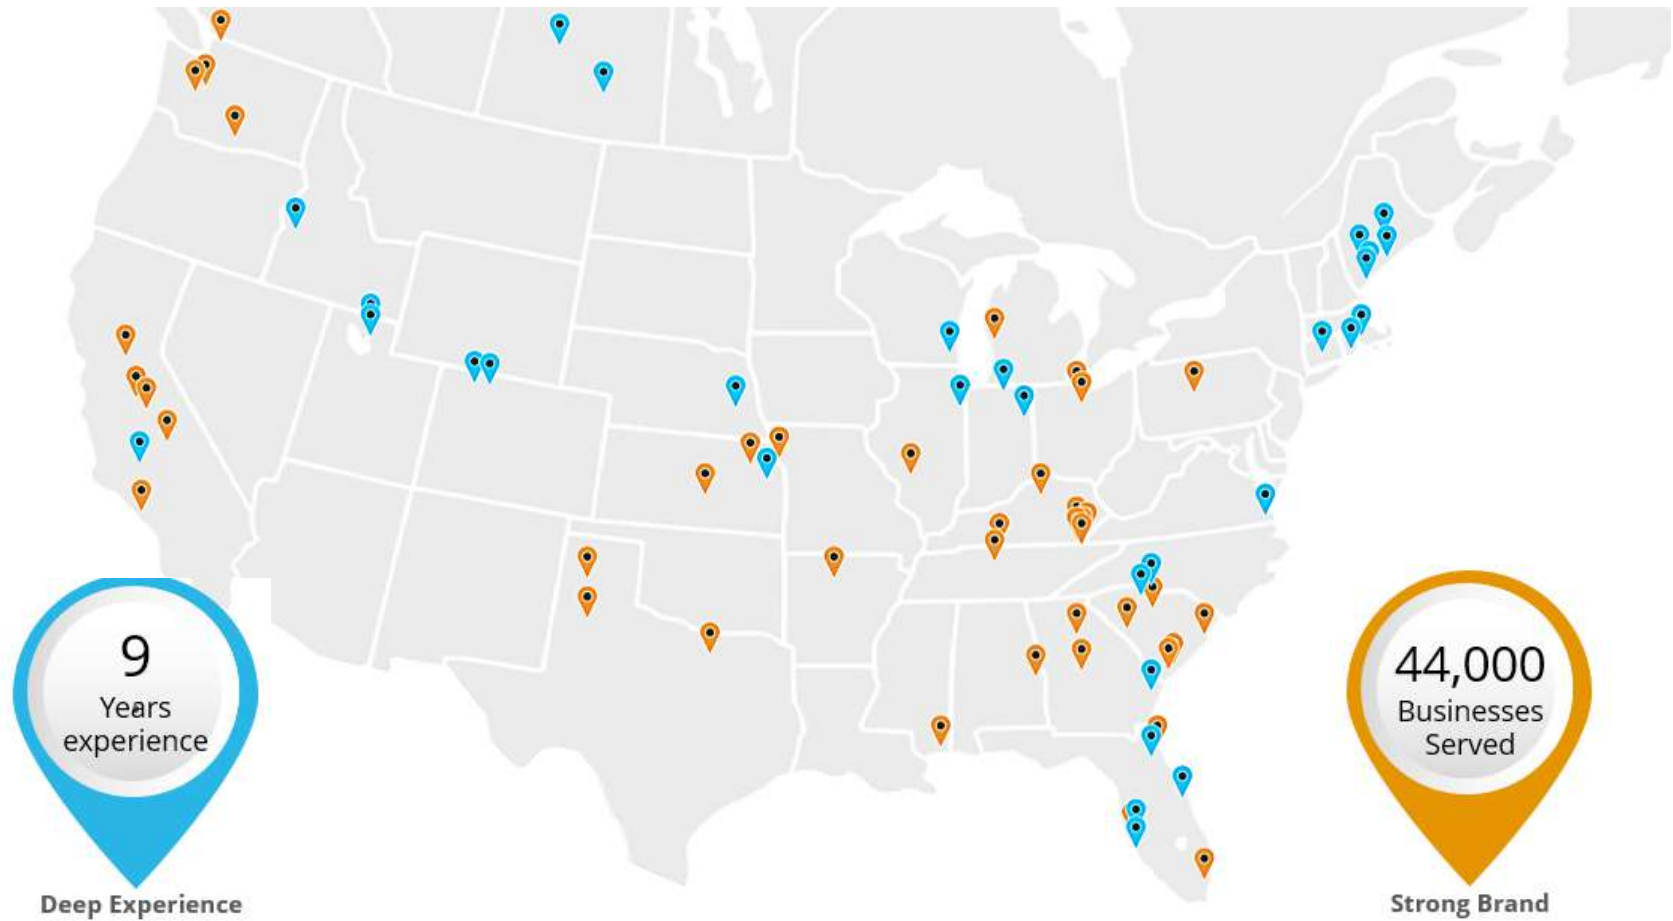 9
Years
experience
Deep Experience
44,000
Businesses
Served
Strong Brand